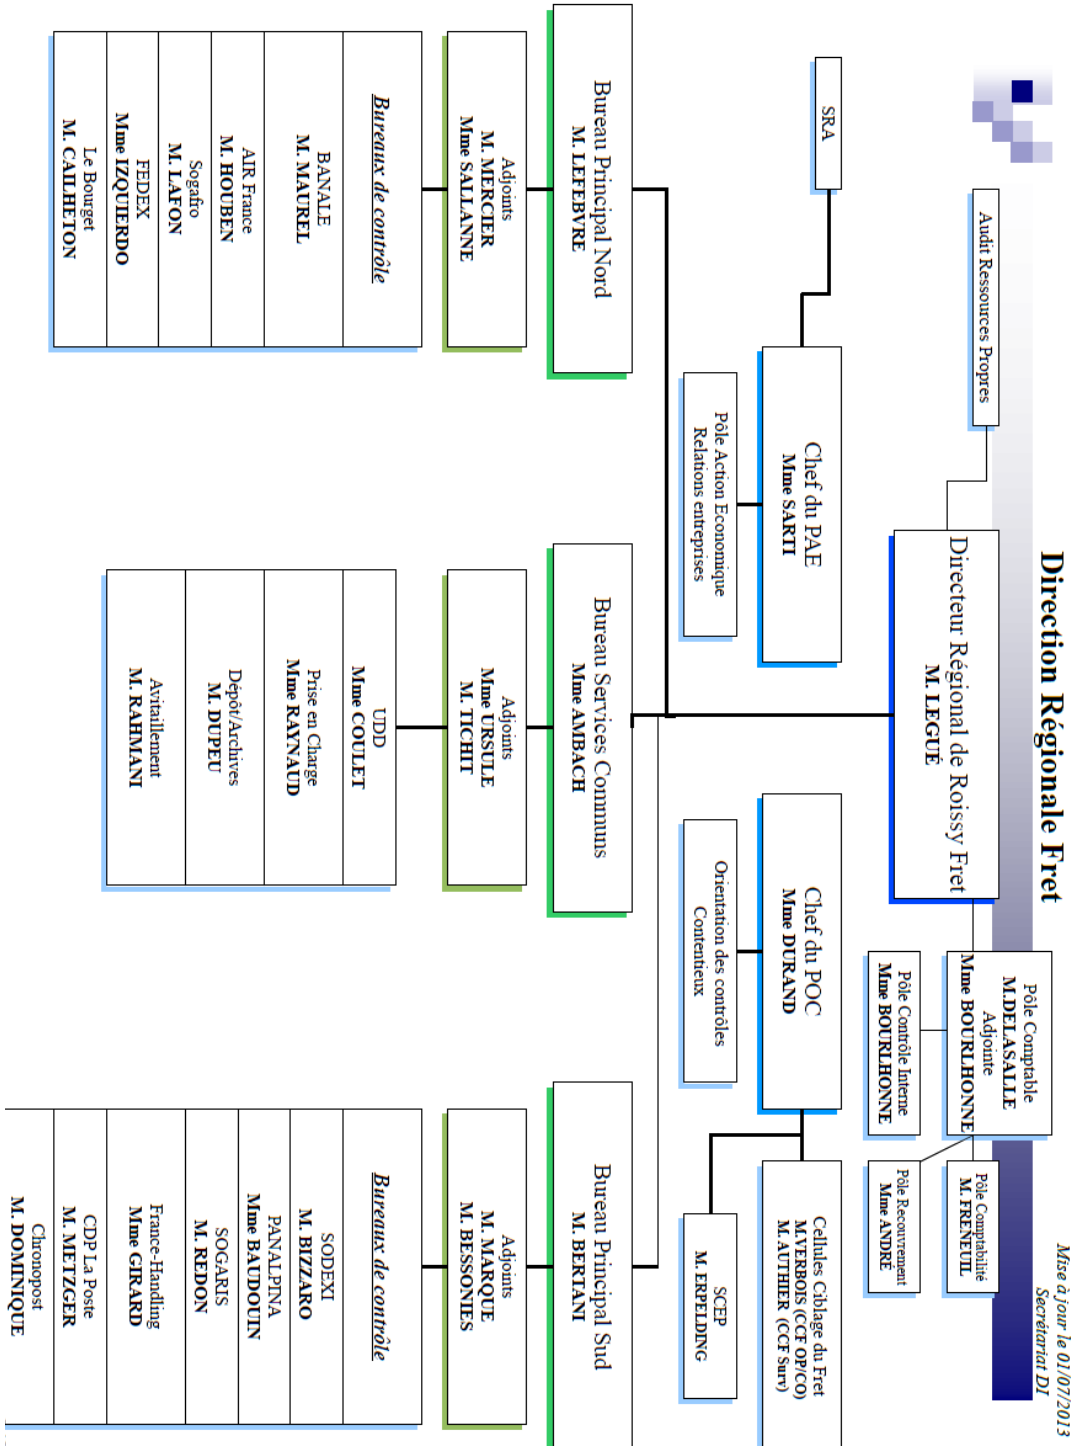 Direction Régionale Fret
Mise à jour le 01/07/2013
Secrétariat DI
Audit Ressources Propres
Directeur Régional de Roissy Fret
M. LEGUÉ
Pôle Comptable
M.DELASALLE
Adjointe
Mme BOURLHONNE
Pôle Comptabilité
M. FRENEUIL
Pôle Contrôle Interne
Mme BOURLHONNE
Pôle Recouvrement
Mme ANDRÉ
SRA
Chef du PAE
Mme SARTI
Chef du POC
Mme DURAND
Cellules Ciblage du Fret
M.VERBOIS (CCF OP/CO)
M. AUTHIER (CCF Surv)
Pôle Action Economique
Relations entreprises
Orientation des contrôles
Contentieux
SCEP
M. ERPELDING
Bureau Principal Nord
M. LEFEBVRE
Bureau Services Communs
Mme AMBACH
Bureau Principal Sud
M. BERTANI
Adjoints
M. MERCIER
Mme SALLANNE
Adjoints
Mme URSULE
M. TICHIT
Adjoints
M. MARQUE
M. BESSONIES
Bureaux de contrôle
BANALE
M. MAUREL
AIR France
M. HOUBEN
Sogafro
M. LAFON
FEDEX
Mme IZQUIERDO
Le Bourget
M. CAILHETON
UDD
Mme COULET
Prise en Charge
Mme RAYNAUD
Dépôt/Archives
M. DUPEU
Avitaillement
M. RAHMANI
Bureaux de contrôle
SODEXI
M. BIZZARO
PANALPINA
Mme BAUDOUIN
SOGARIS
M. REDON
France-Handling
Mme GIRARD
CDP La Poste
M. METZGER
Chronopost
M. DOMINIQUE